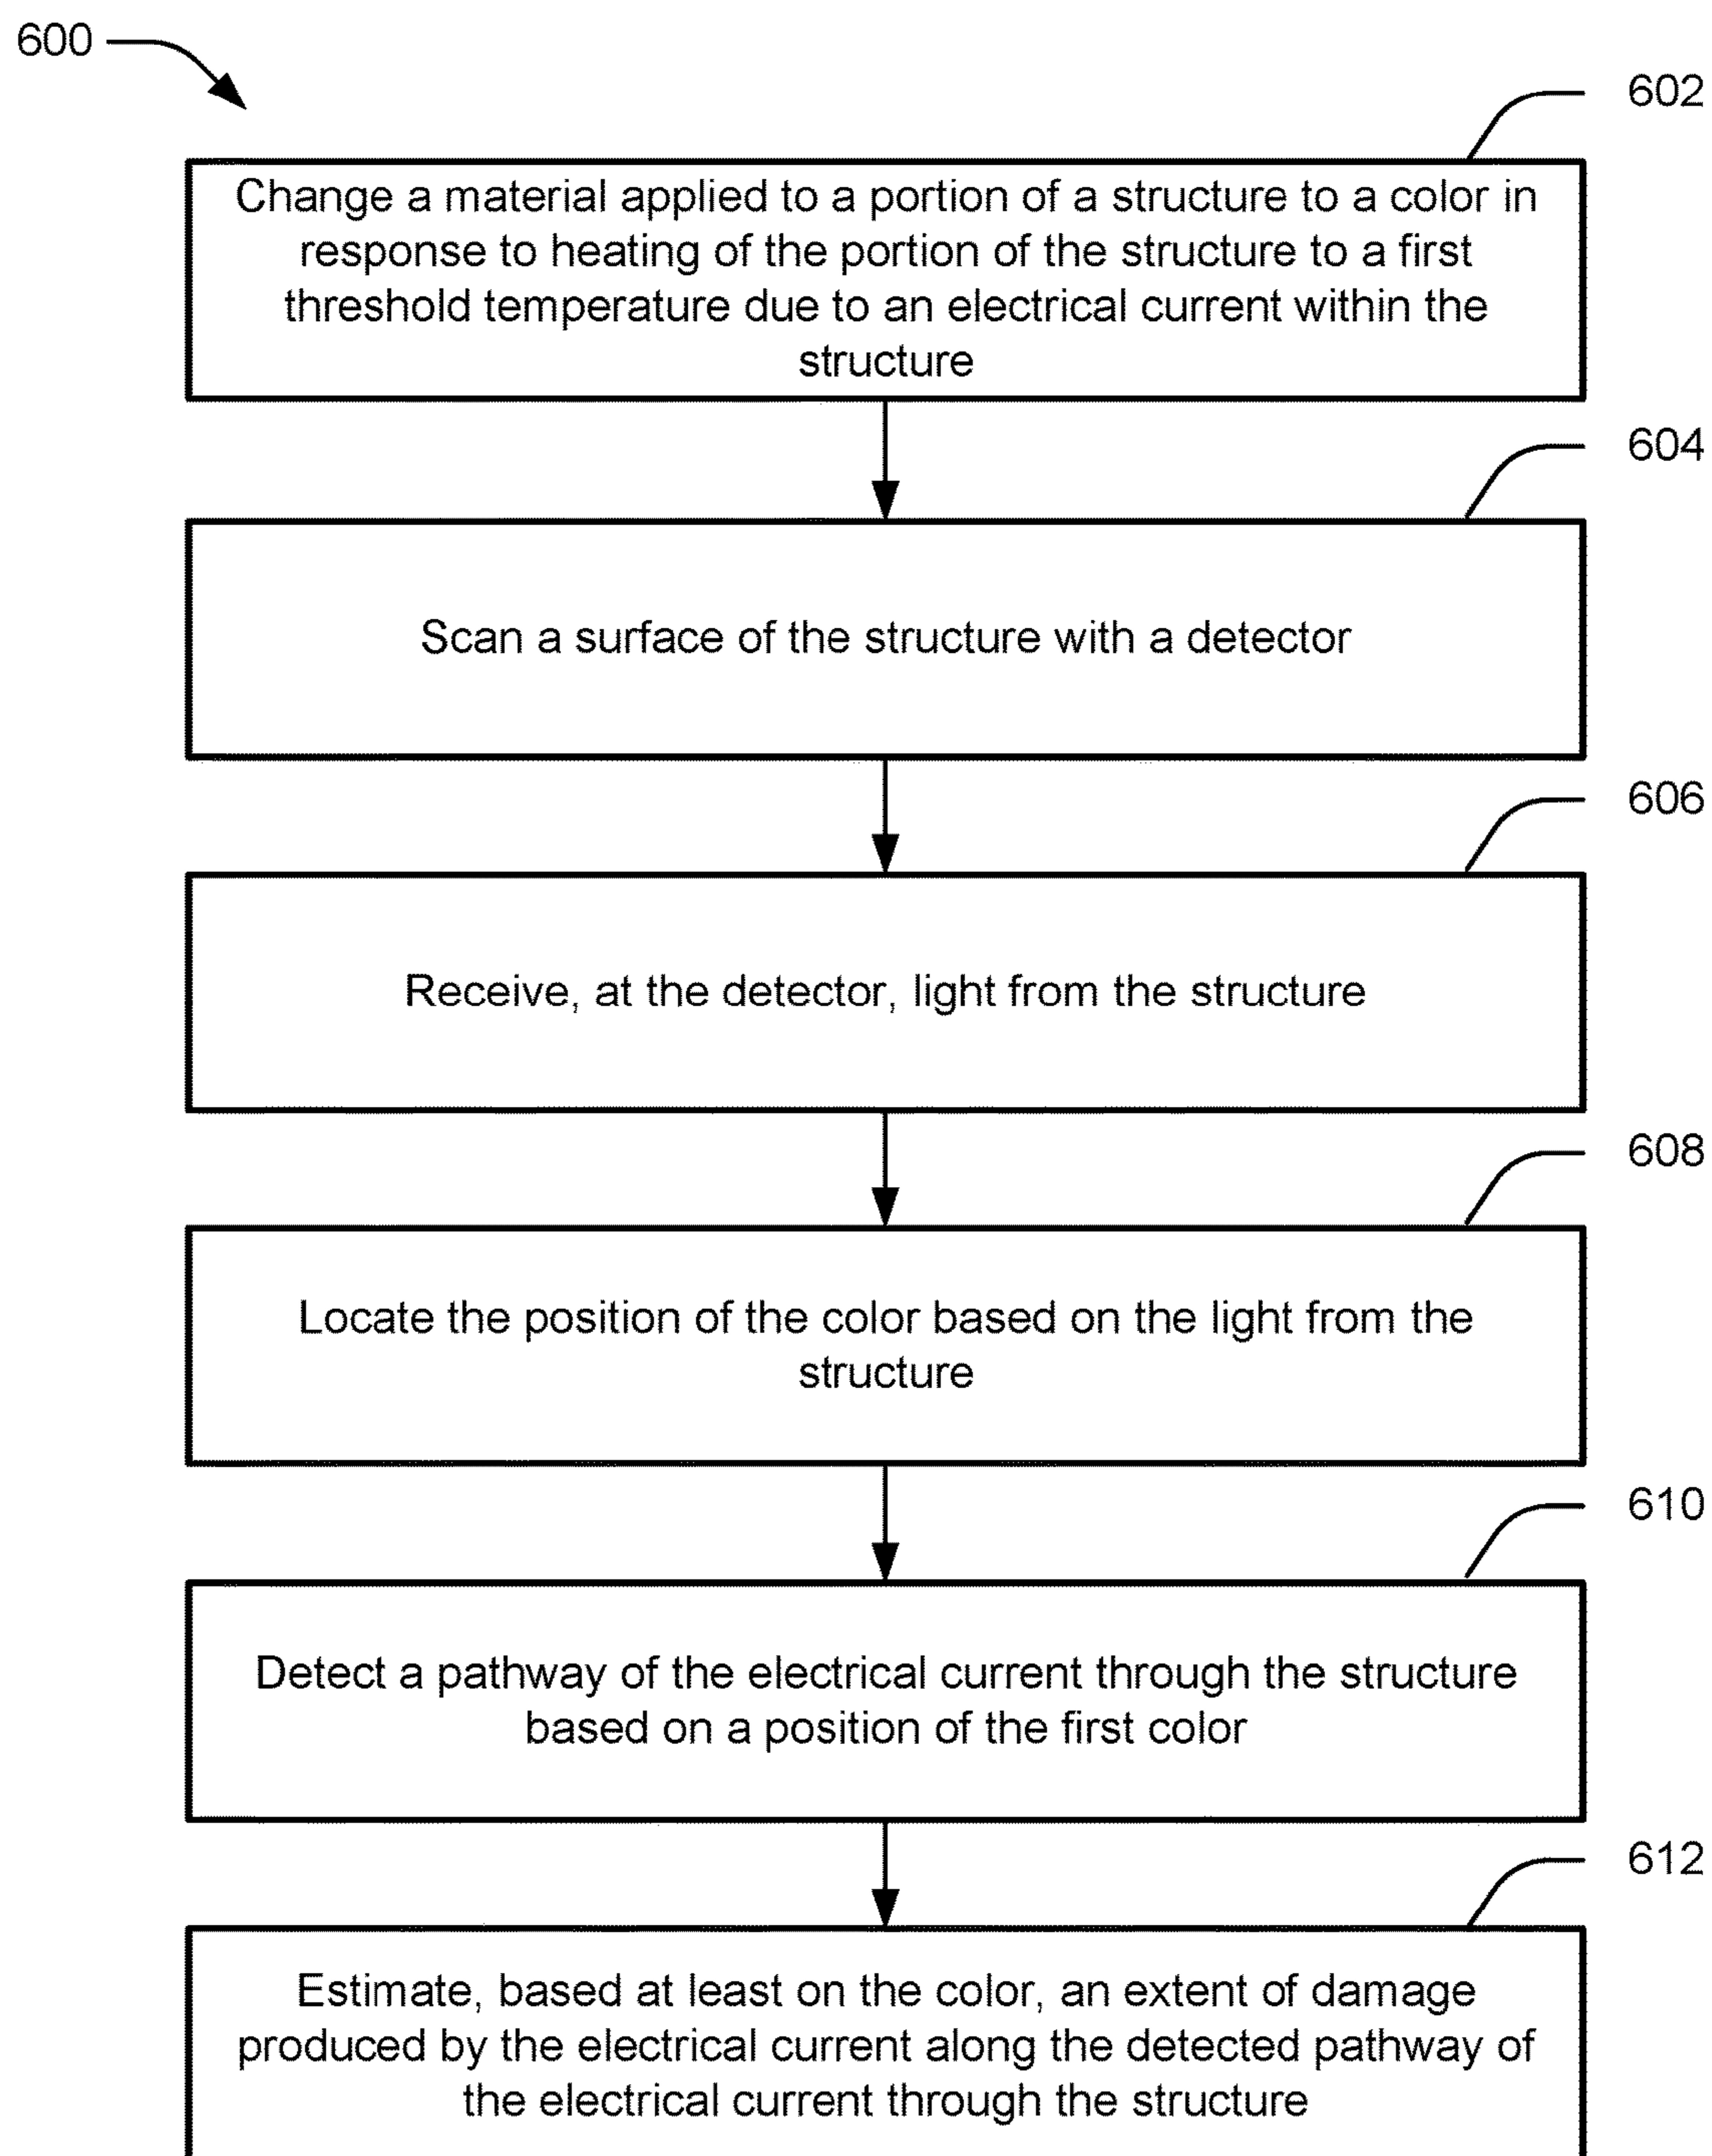 600
602
Change a material applied to a portion of a structure to a color in
response to heating of the portion of the structure to a first
threshold temperature due to an electrical current within the
structure
604
Scan a surface of the structure with a detector
606
Receive, at the detector, light from the structure
608
Locate the position of the color based on the light from the
structure
610
Detect a pathway of the electrical current through the structure
based on a position of the first color
612
Estimate, based at least on the color, an extent of damage
produced by the electrical current along the detected pathway of
the electrical current through the structure